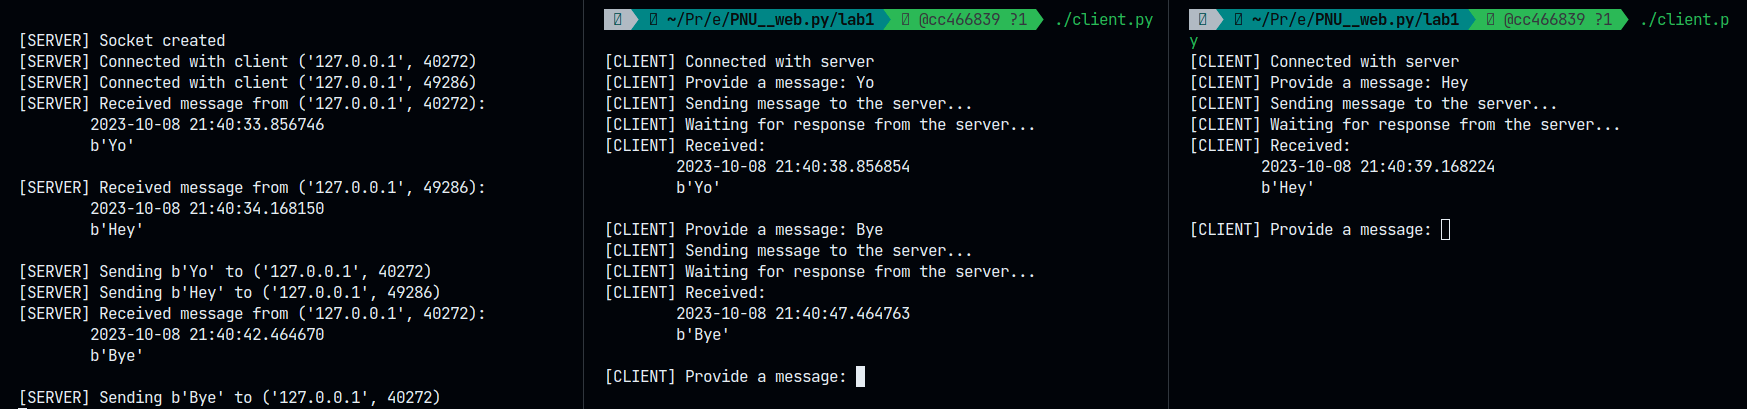 [SERVER] Socket created
[SERVER] Connected with client ('127.0.0.1', 40272)
[SERVER] Connected with client ('127.0.0.1', 49286)
[SERVER] Received message from ('127.0.0.1', 40272):
2023-10-08 21:40:33.856746
b'Yo'
[SERVER] Received message from ('127.0.0.1', 49286):
2023-10-08 21:40:34.168150
b'Hey'
[SERVER] Sending b'Yo' to ('127.0.0.1', 40272)
[SERVER] Sending b'Hey' to ('127.0.0.1', 49286)
[SERVER] Received message from ('127.0.0.1', 40272):
2023-10-08 21:40:42.464670
b'Bye'
[SERVER] Sending b'Bye' to ('127.0.0.1', 40272)
~/Pr/e/PNU__web.py/lab1 @cc466839 ?1 ./client.py
[CLIENT] Connected with server
[CLIENT] Provide a message: Yo
[CLIENT] Sending message to the server...
[CLIENT] Waiting for response from the server...
[CLIENT] Received:
2023-10-08 21:40:38.856854
b'Yo'
[CLIENT] Provide a message: Bye
[CLIENT] Sending message to the server...
[CLIENT] Waiting for response from the server...
[CLIENT] Received:
2023-10-08 21:40:47.464763
b'Bye'
[CLIENT] Provide a message:
~/Pr/e/PNU__web.py/lab1 @cc466839 ?1 ./client.p
y
[CLIENT] Connected with server
[CLIENT] Provide a message: Hey
[CLIENT] Sending message to the server...
[CLIENT] Waiting for response from the server...
[CLIENT] Received:
2023-10-08 21:40:39.168224
b'Hey'
[CLIENT] Provide a message: